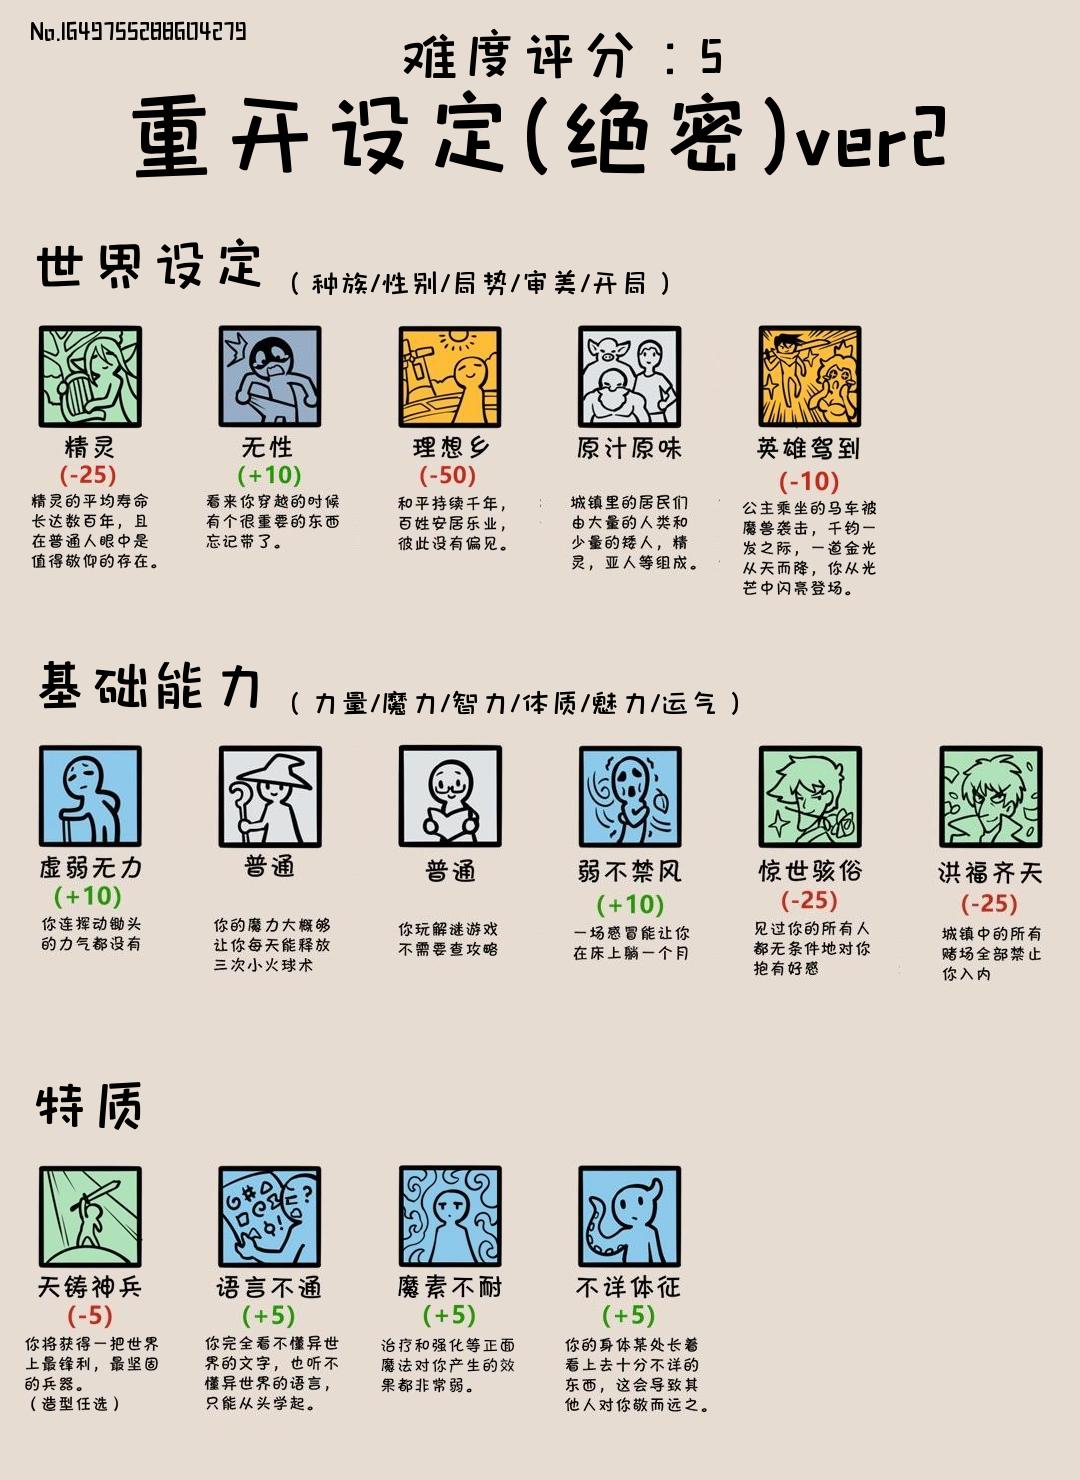 No.1649755288604279
难度评分：5
重开设定(绝密)ver2
世界设定 （种族/性别/局势/审美/开局）
精灵
(-25)
精灵的平均寿命
长达数百年，且
在普通人眼中是
值得敬仰的存在。
无性
(+10)
看来你穿越的时候
有个很重要的东西
忘记带了。
理想乡
(-50)
和平持续千年，
百姓安居乐业，
彼此没有偏见。
原汁原味
城镇里的居民们
由大量的人类和
少量的矮人，精
灵，亚人等组成。
英雄驾到
(-10)
公主乘坐的马车被
魔兽袭击，千钧一
发之际，一道金光
从天而降，你从光
芒中闪亮登场。
基础能力 （力量/魔力/智力/体质/魅力/运气）
虚弱无力
(+10)
你连挥动锄头
的力气都没有
普通
你的魔力大概够
让你每天能释放
三次小火球术
普通
你玩解谜游戏
不需要查攻略
弱不禁风
(+10)
一场感冒能让你
在床上躺一个月
惊世骇俗
(-25)
见过你的所有人
都无条件地对你
抱有好感
洪福齐天
(-25)
城镇中的所有
赌场全部禁止
你入内
特质
天铸神兵
(-5)
你将获得一把世界
上最锋利，最坚固
的兵器。
（造型任选）
语言不通
(+5)
你完全看不懂异世
界的文字，也听不
懂异世界的语言，
只能从头学起。
魔素不耐
(+5)
治疗和强化等正面
魔法对你产生的效
果都非常弱。
不详体征
(+5)
你的身体某处长着
看上去十分不详的
东西，这会导致其
他人对你敬而远之。